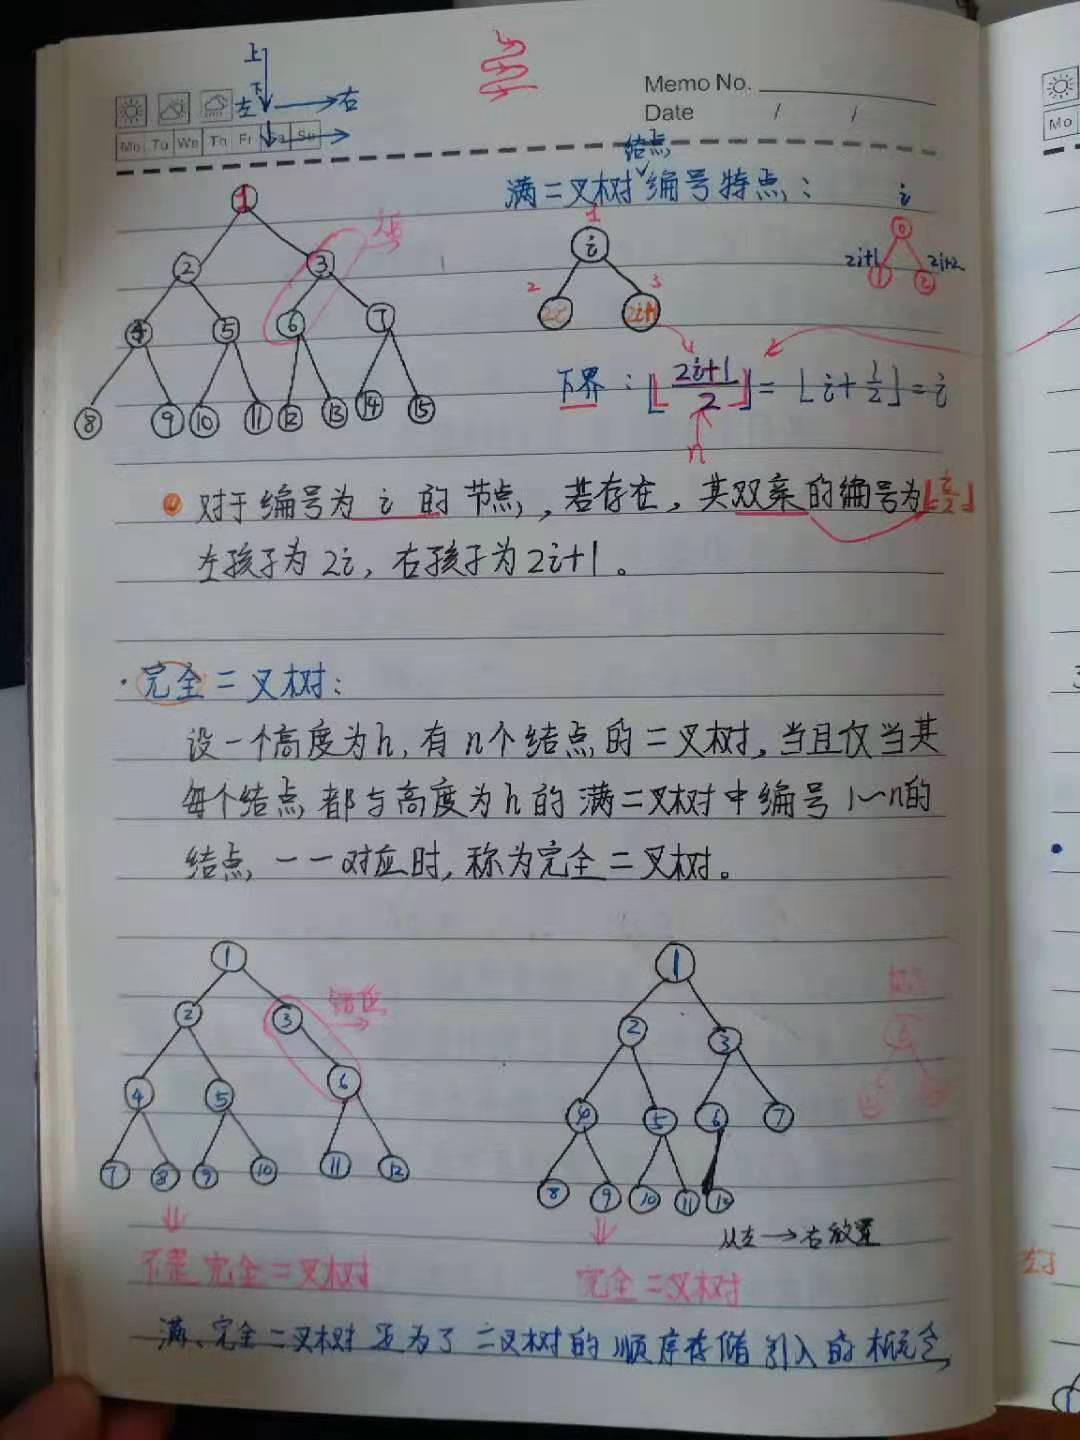 上
下
左 → 右
Memo No.
Mo Tu We Th Fr Sa Su
Date / /
结点
满二叉树 编号特点：
1
2 3
4 5 6 7
8 9 10 11 12 13 14 15
1
i
2 3
2i 2i+1
i
0
2i+1 2i+2
1 2
下界：⌊2i+1/2⌋ = ⌊i+1/2⌋ = i
n
对于编号为 i 的节点，若存在，其双亲的编号为⌊i/2⌋
左孩子为 2i，右孩子为 2i+1。
· 完全二叉树：
设一个高度为h，有n个结点的二叉树，当且仅当其
每个结点都与高度为h的满二叉树中编号1~n的
结点一一对应时，称为完全二叉树。
1
2 3
错位
4 5 6
7 8 9 10 11 12
不是完全二叉树
1
2 3
4 5 6 7
8 9 10 11 12
从左→右放置
完全二叉树
满、完全二叉树是为了二叉树的顺序存储引入的概念
Mo